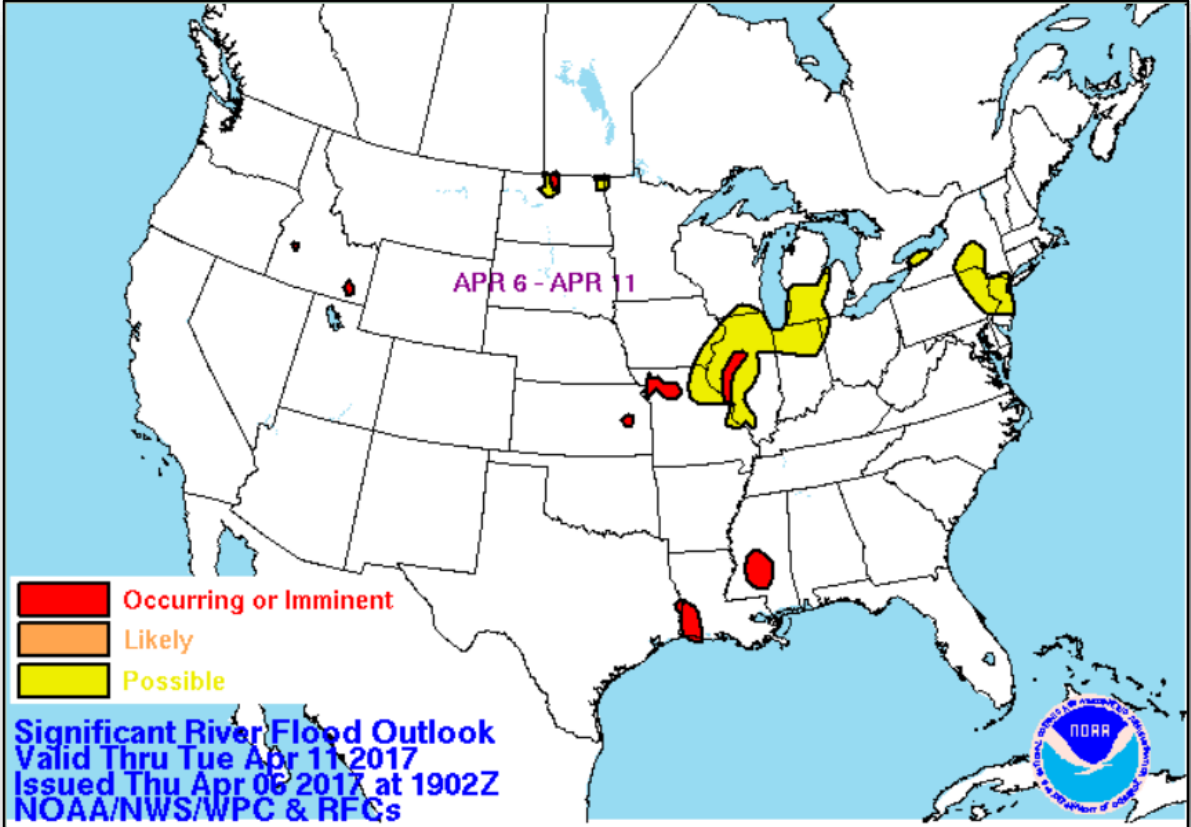 APR 6 - APR 11
Occurring or Imminent
Likely
Possible
Significant River Flood Outlook
Valid Thru Tue Apr 11 2017
Issued Thu Apr 06 2017 at 1902Z
NOAA/NWS/WPC & RFCs
NOAA